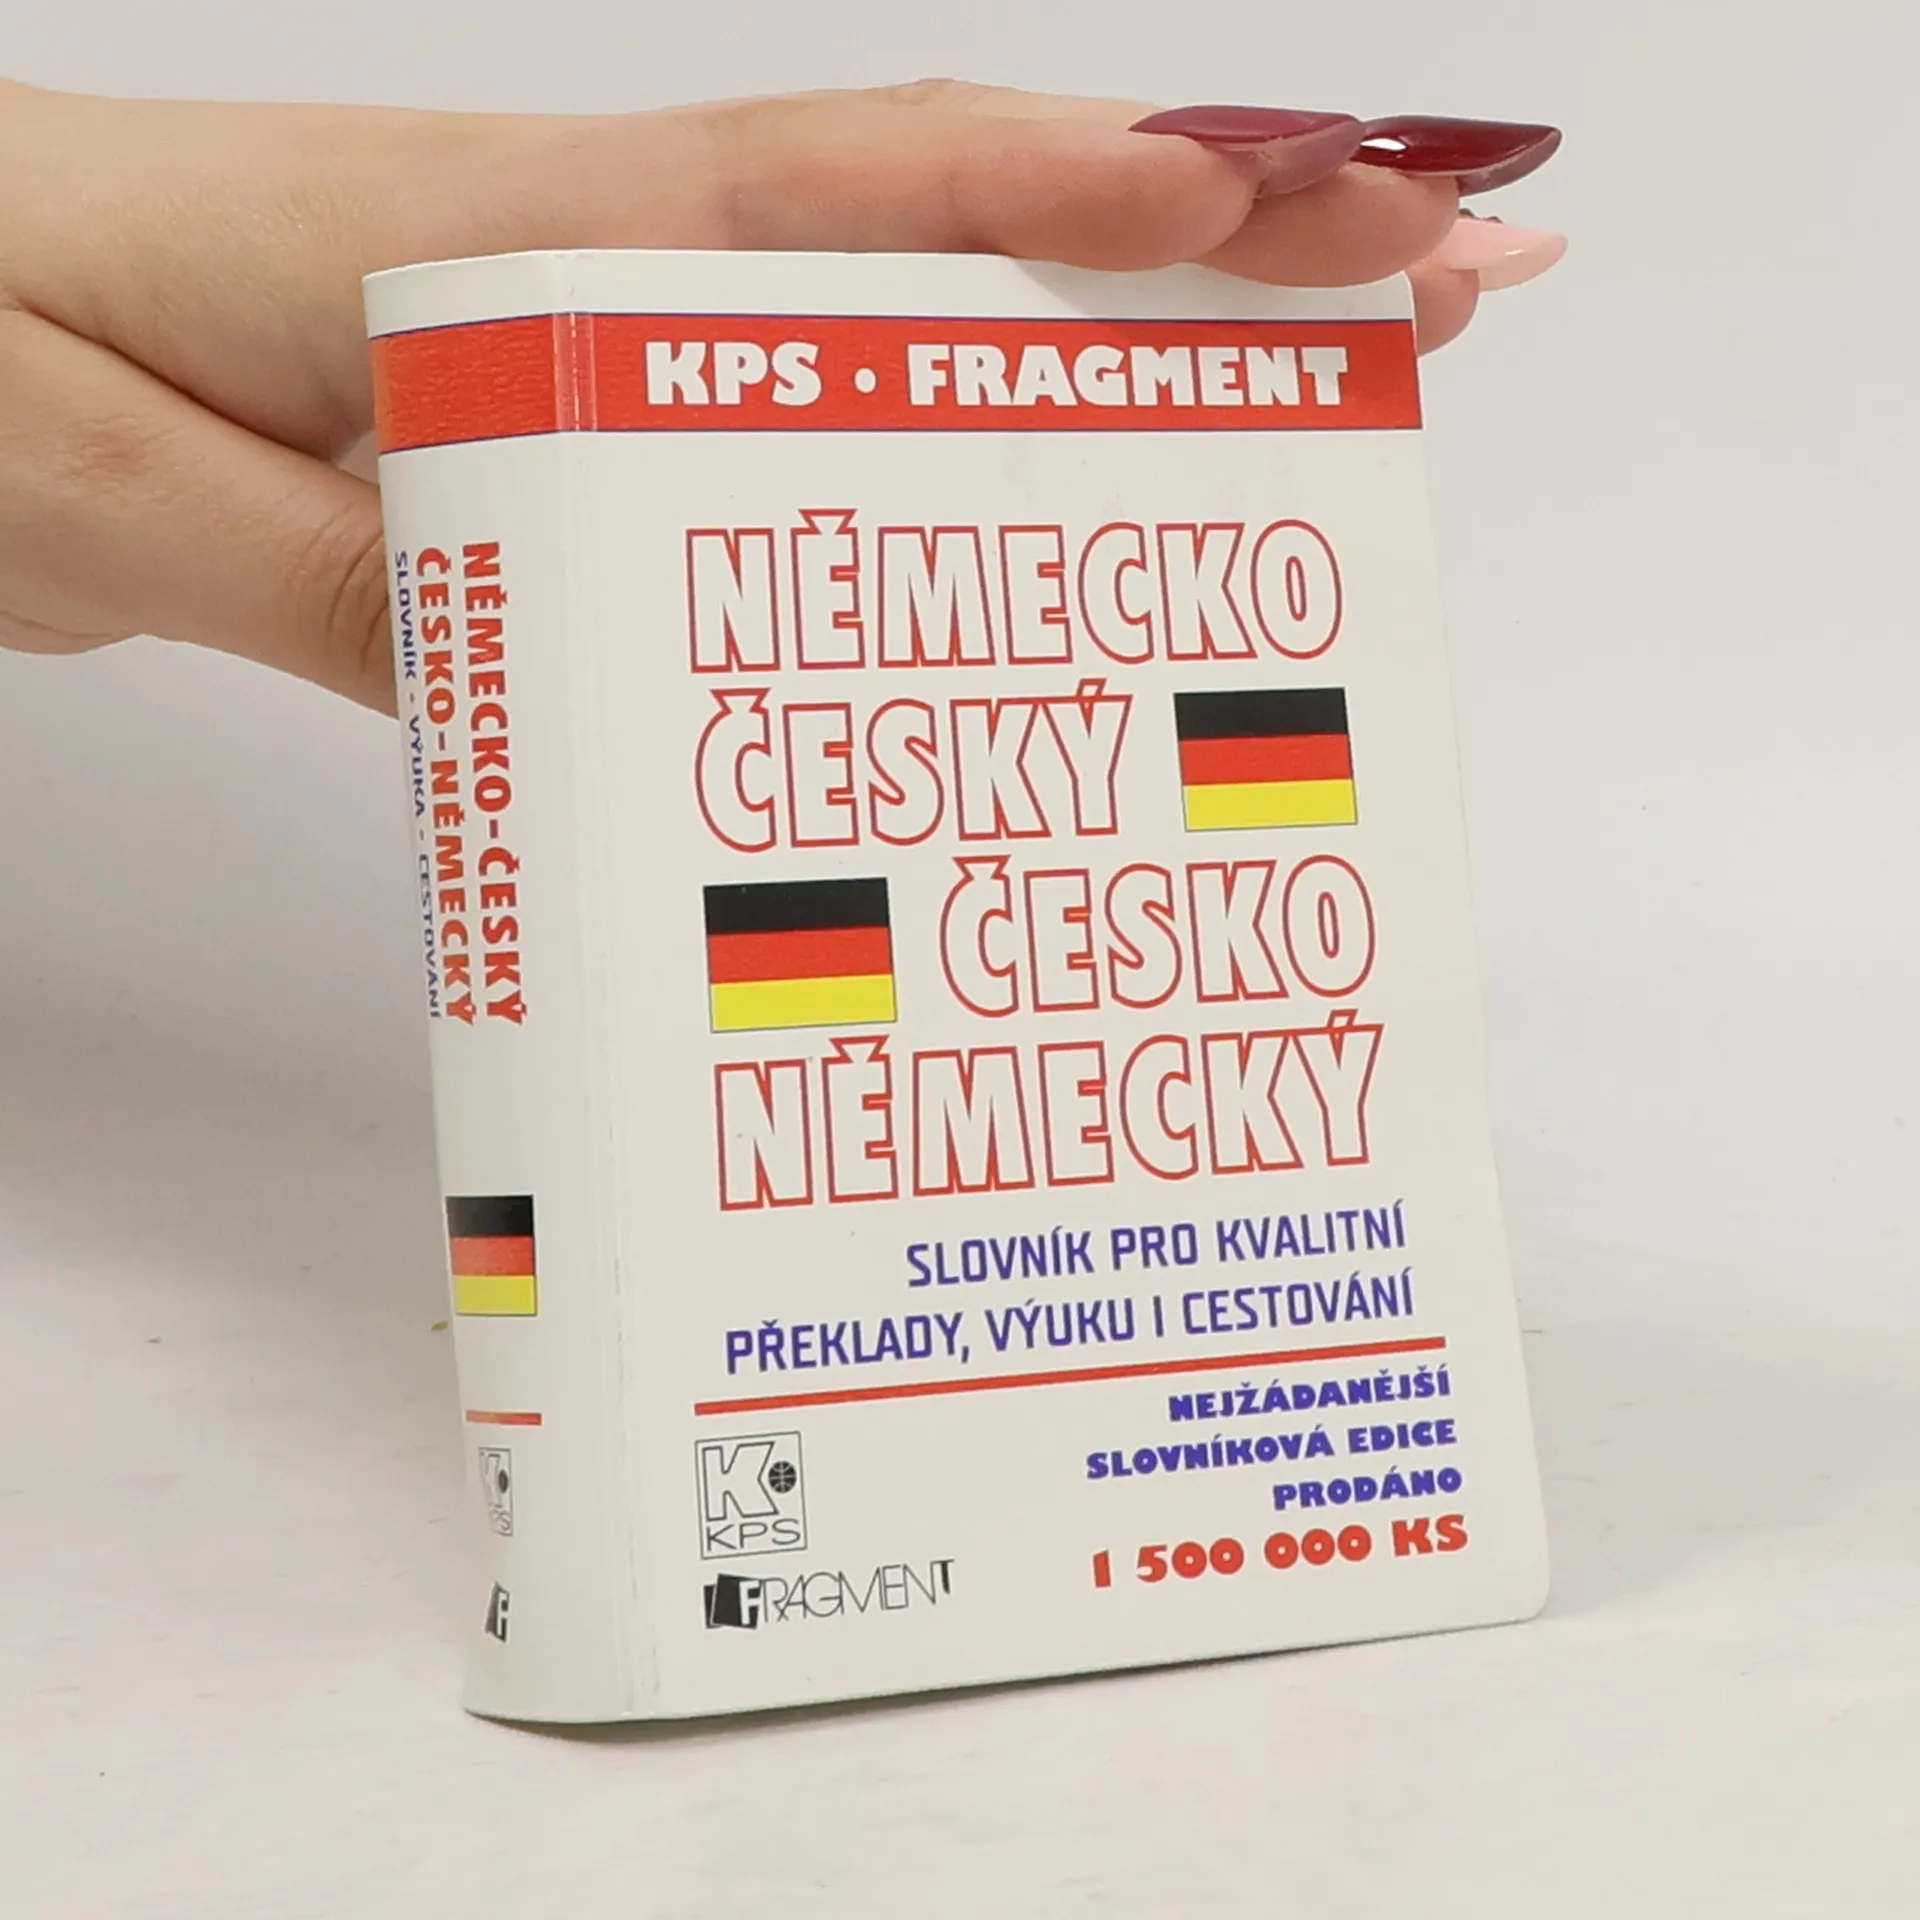 KPS • FRAGMENT
NĚMECKO
ČESKÝ
ČESKO
NĚMECKÝ
SLOVNÍK PRO KVALITNÍ
PŘEKLADY, VÝUKU I CESTOVÁNÍ
NEJŽÁDANĚJŠÍ
SLOVNÍKOVÁ EDICE
PRODÁNO
1 500 000 KS
K
KPS
FRAGMENT
NĚMECKO-ČESKÝ
ČESKO-NĚMECKÝ
SLOVNÍK - VÝUKA - CESTOVÁNÍ
K
KPS
F